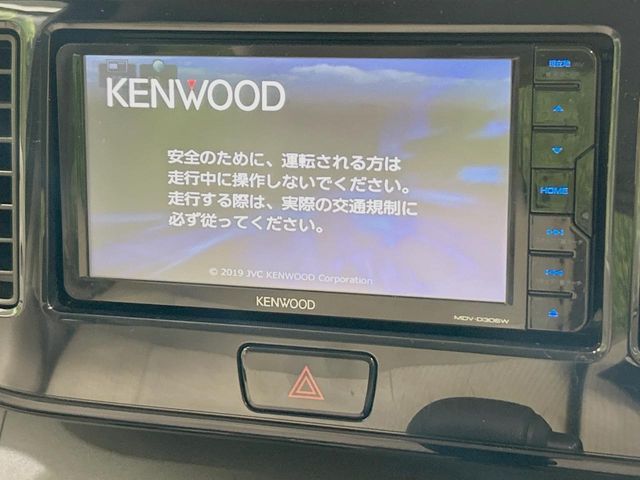 KENWOOD
安全のために、運転される方は
走行中に操作しないでください。
走行する際は、実際の交通規制に
必ず従ってください。
© 2019 JVC KENWOOD Corporation
KENWOOD
MDV-D306W
現在地
HOME